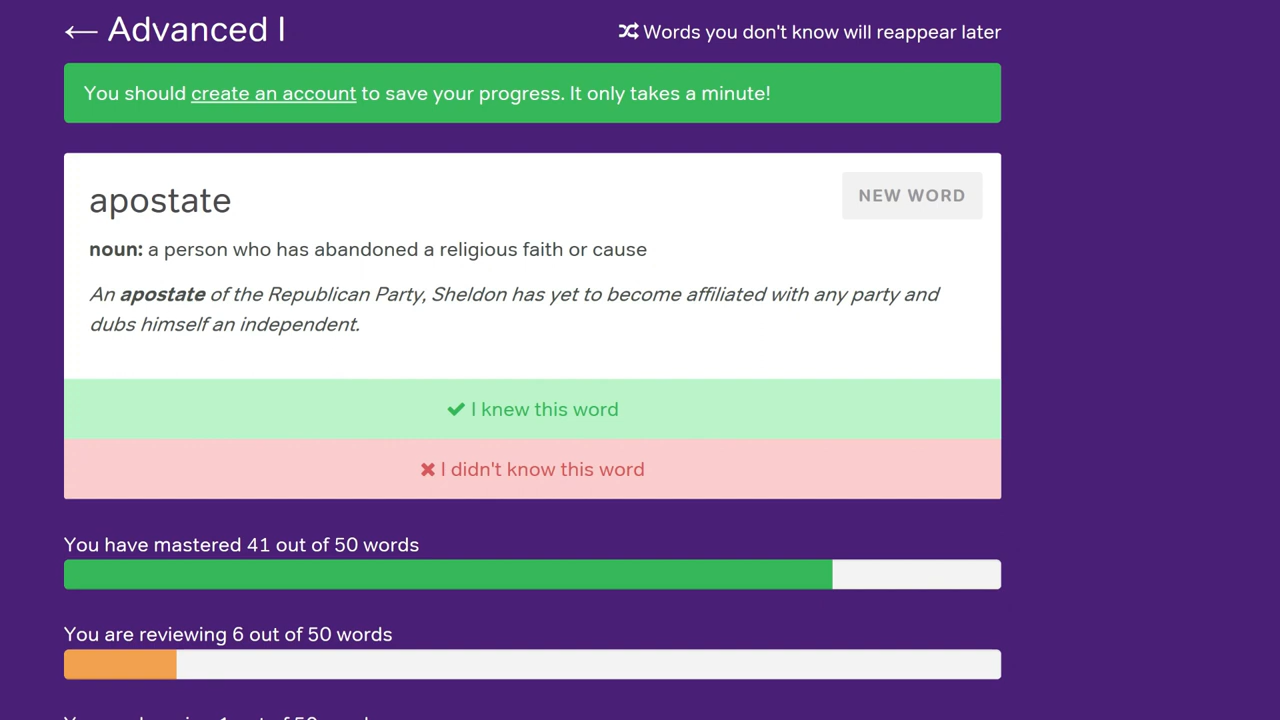 ← Advanced I
Words you don't know will reappear later
You should create an account to save your progress. It only takes a minute!
apostate
NEW WORD
noun: a person who has abandoned a religious faith or cause
An apostate of the Republican Party, Sheldon has yet to become affiliated with any party and
dubs himself an independent.
✔ I knew this word
✖ I didn't know this word
You have mastered 41 out of 50 words
You are reviewing 6 out of 50 words